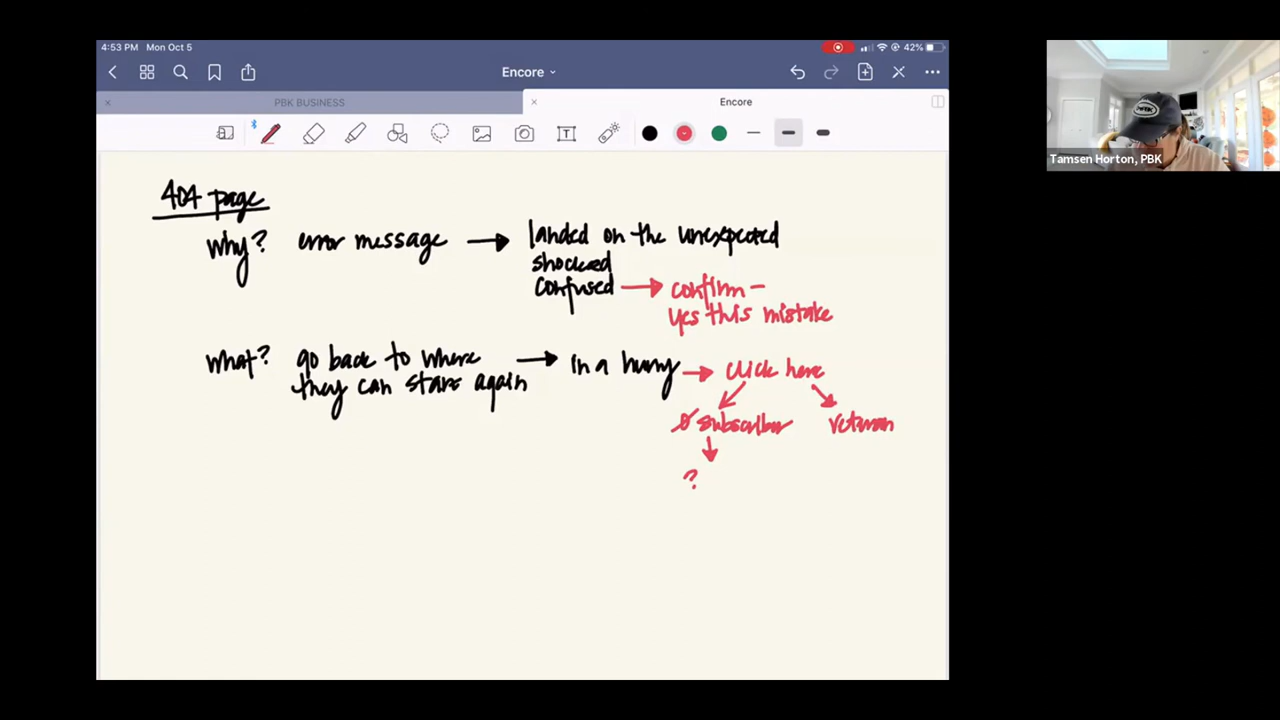 4:53 PM Mon Oct 5
42%
Encore
PBK BUSINESS
Encore
T
Tamsen Horton, PBK
404 page
why? error message → landed on the unexpected
shocked
confused → confirm –
yes this mistake
what? go back to where → in a hurry → click here
they can start again
Ø subscriber return
?